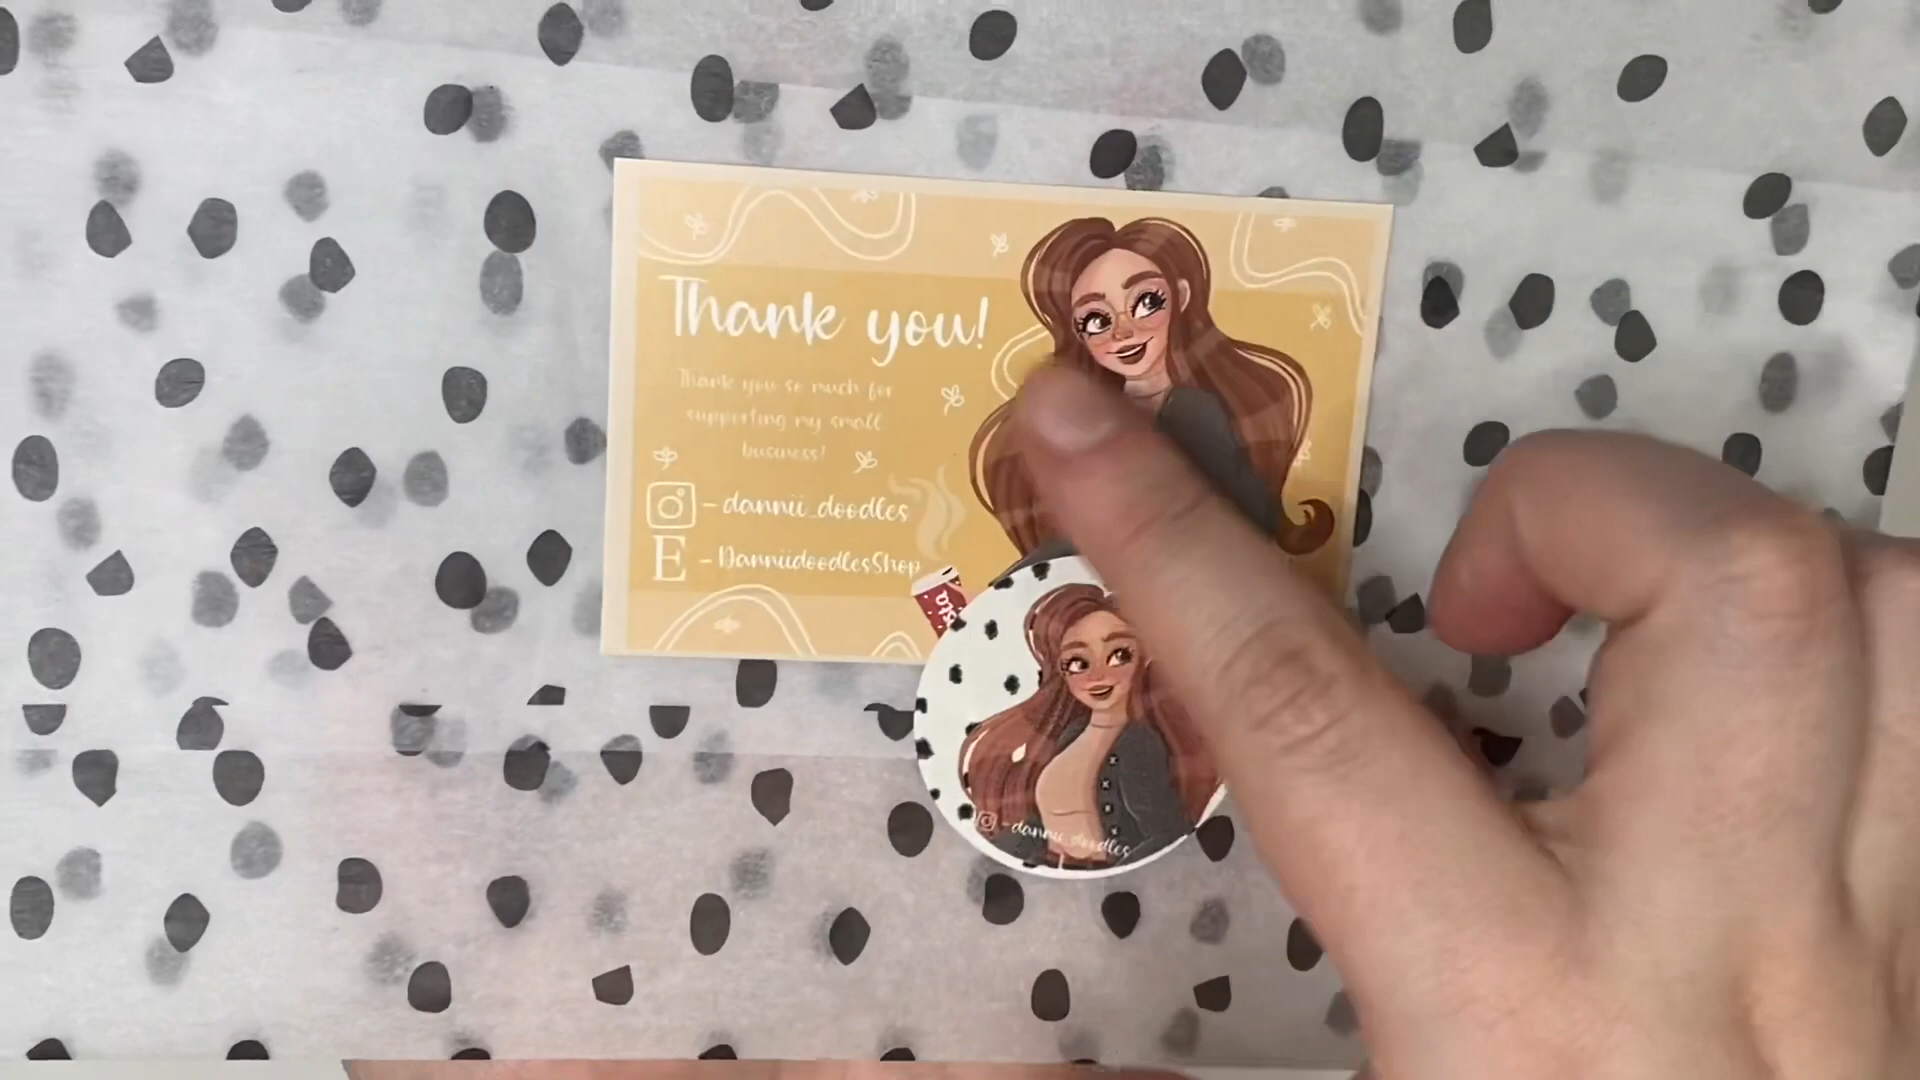 Thank you!
Thank you so much for
supporting my small
business!
- dannii_doodles
E - DanniidoodlesShop
- dannii_doodles